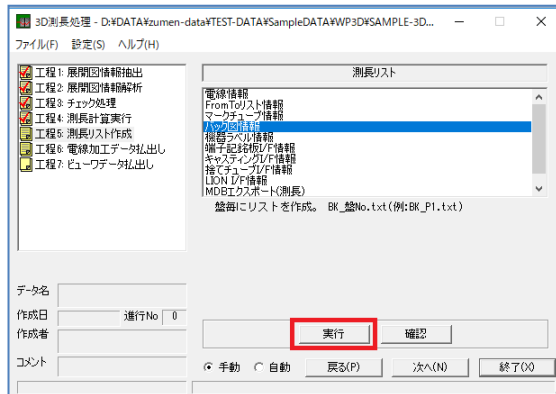 3D測長処理 - D:¥DATA¥zumen-data¥TEST-DATA¥SampleDATA¥WP3D¥SAMPLE-3D...
ファイル(F) 設定(S) ヘルプ(H)
工程1: 展開図情報抽出
工程2: 展開図情報解析
工程3: チェック処理
工程4: 測長計算実行
工程5: 測長リスト作成
工程6: 電線加工データ払出し
工程7: ビューワデータ払出し
測長リスト
電線情報
FromToリスト情報
マークチューブ情報
バック図情報
機器ラベル情報
端子記銘板I/F情報
キャスティングI/F情報
捨てチューブI/F情報
LION I/F情報
MDBエクスポート(測長)
盤毎にリストを作成。 BK_盤No.txt(例:BK_P1.txt)
データ名
作成日 進行No 0
作成者
コメント
実行 確認
手動 自動 戻る(P) 次へ(N) 終了(X)